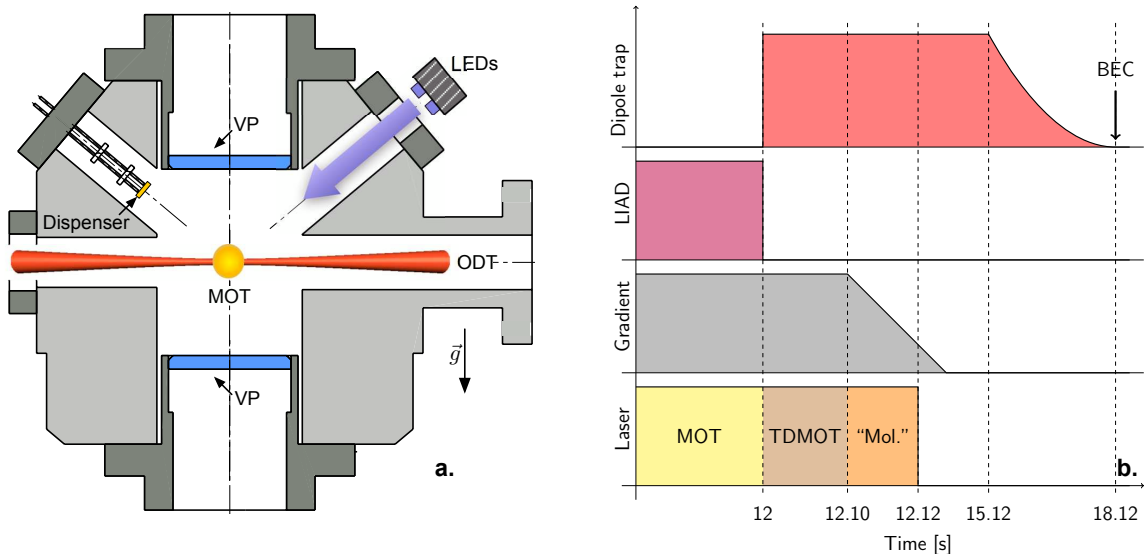 LEDs
VP
Dispenser
ODT
MOT
g⃗
VP
a.
Dipole trap
BEC
LIAD
Gradient
Laser
MOT
TDMOT
“Mol.”
b.
12
12.10
12.12
15.12
18.12
Time [s]